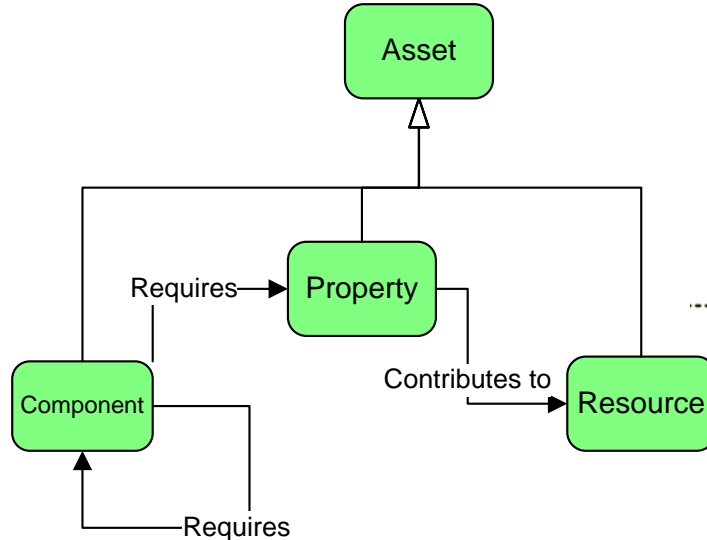 Asset
Requires
Property
Contributes to
Component
Resource
Requires